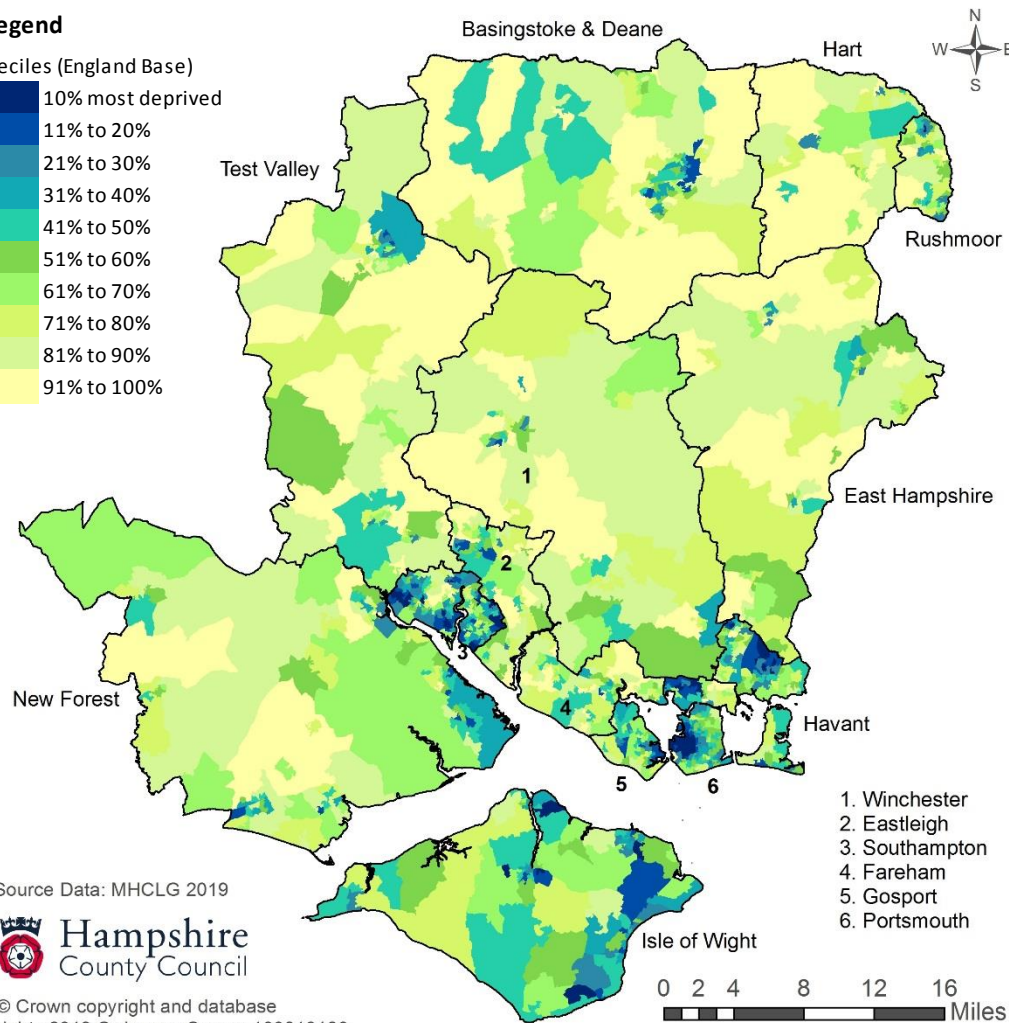 egend
eciles (England Base)
10% most deprived
11% to 20%
21% to 30%
31% to 40%
41% to 50%
51% to 60%
61% to 70%
71% to 80%
81% to 90%
91% to 100%
Basingstoke & Deane
Hart
N
W E
S
Test Valley
Rushmoor
1
East Hampshire
2
3
New Forest
4
Havant
5
6
1. Winchester
2. Eastleigh
3. Southampton
4. Fareham
5. Gosport
6. Portsmouth
Source Data: MHCLG 2019
Hampshire
County Council
Isle of Wight
© Crown copyright and database
0 2 4 8 12 16
Miles